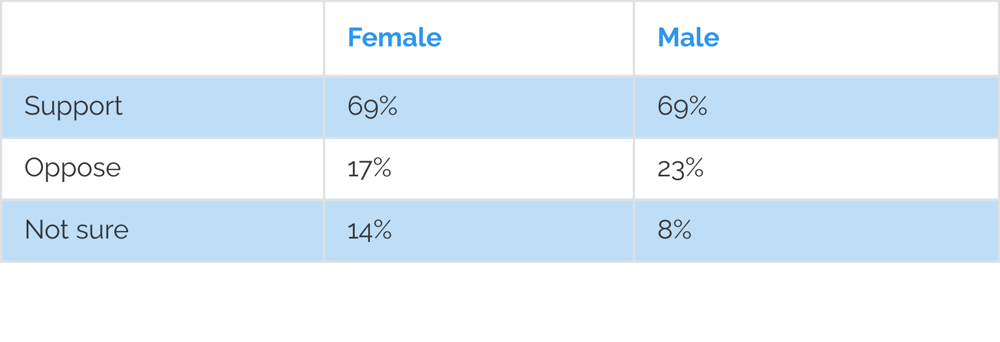 Female Male
Support 69% 69%
Oppose 17% 23%
Not sure 14% 8%